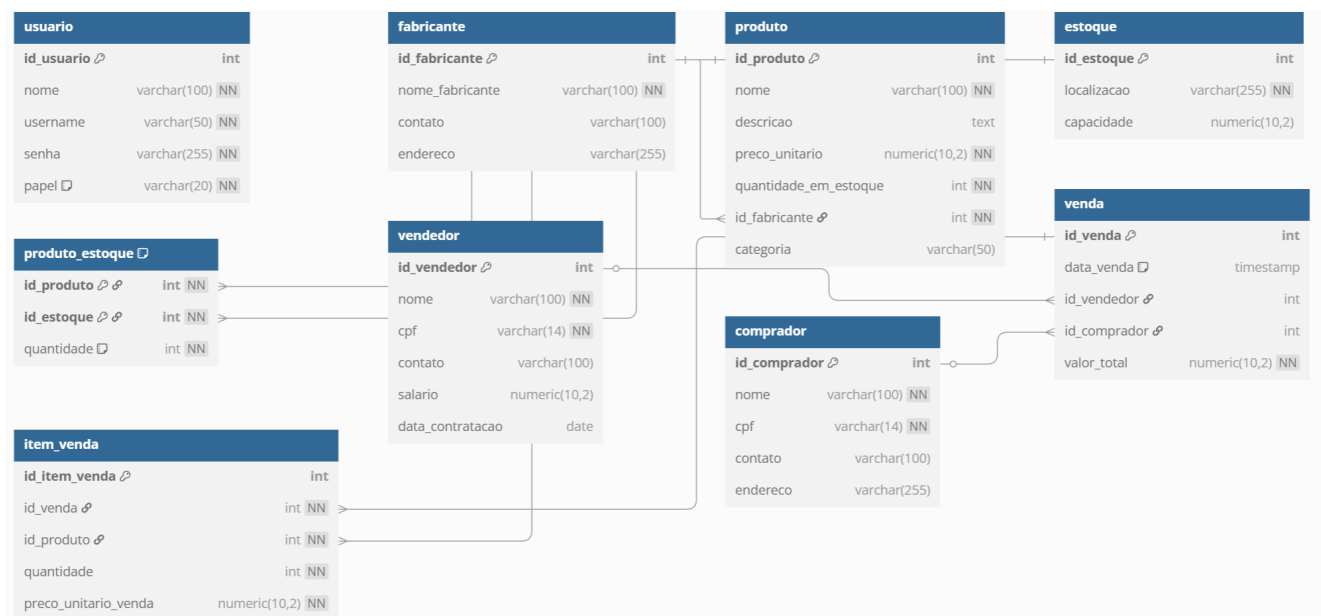 usuario
id_usuario int
nome varchar(100) NN
username varchar(50) NN
senha varchar(255) NN
papel varchar(20) NN
fabricante
id_fabricante int
nome_fabricante varchar(100) NN
contato varchar(100)
endereco varchar(255)
produto
id_produto int
nome varchar(100) NN
descricao text
preco_unitario numeric(10,2) NN
quantidade_em_estoque int NN
id_fabricante int NN
categoria varchar(50)
estoque
id_estoque int
localizacao varchar(255) NN
capacidade numeric(10,2)
produto_estoque
id_produto int NN
id_estoque int NN
quantidade int NN
vendedor
id_vendedor int
nome varchar(100) NN
cpf varchar(14) NN
contato varchar(100)
salario numeric(10,2)
data_contratacao date
comprador
id_comprador int
nome varchar(100) NN
cpf varchar(14) NN
contato varchar(100)
endereco varchar(255)
venda
id_venda int
data_venda timestamp
id_vendedor int
id_comprador int
valor_total numeric(10,2) NN
item_venda
id_item_venda int
id_venda int NN
id_produto int NN
quantidade int NN
preco_unitario_venda numeric(10,2) NN